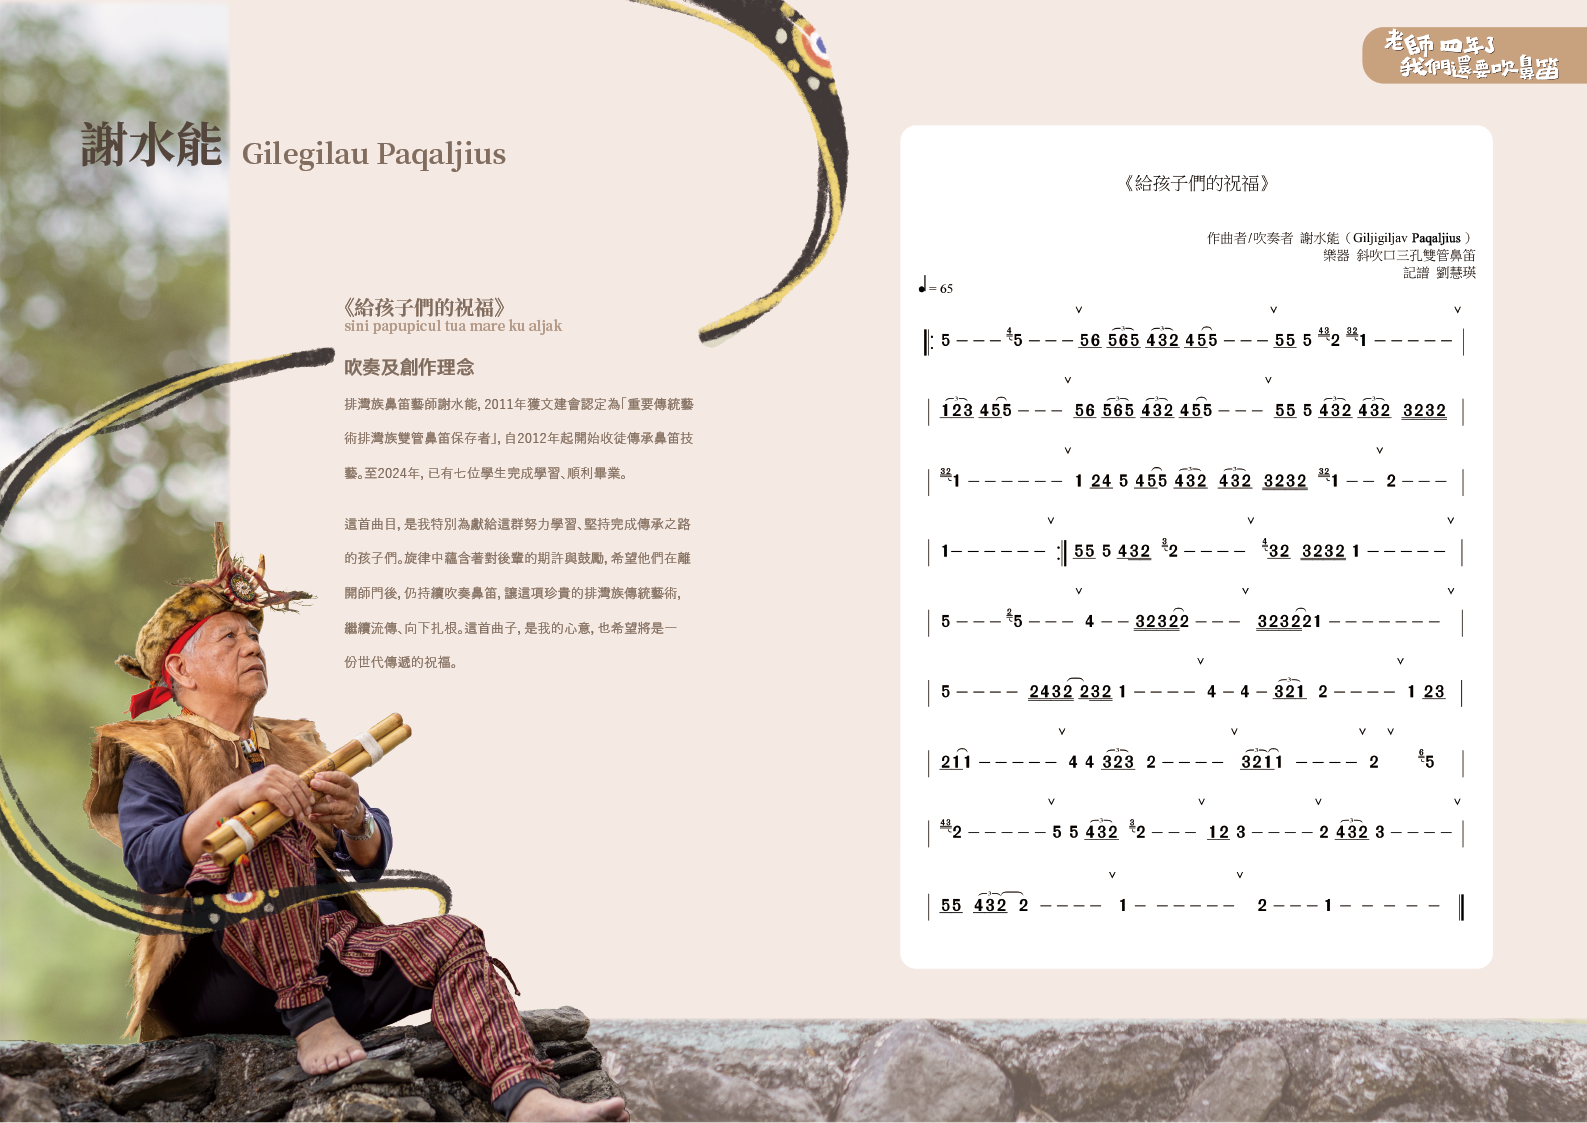 老師 四年了
我們還要吹鼻笛
謝水能 Gilegilau Paqaljius
《給孩子們的祝福》
sini papupicul tua mare ku aljak
吹奏及創作理念
排灣族鼻笛藝師謝水能，2011年獲文建會認定為「重要傳統藝
術排灣族雙管鼻笛保存者」，自2012年起開始收徒傳承鼻笛技
藝。至2024年，已有七位學生完成學習、順利畢業。
這首曲目，是我特別為獻給這群努力學習、堅持完成傳承之路
的孩子們。旋律中蘊含著對後輩的期許與鼓勵，希望他們在離
開師門後，仍持續吹奏鼻笛，讓這項珍貴的排灣族傳統藝術，
繼續流傳、向下扎根。這首曲子，是我的心意，也希望將是一
份世代傳遞的祝福。
《給孩子們的祝福》
作曲者/吹奏者 謝水能（Giljigiljav Paqaljius）
樂器 斜吹口三孔雙管鼻笛
記譜 劉慧瑛
♩= 65
5 – – – 4 5 – – – 56 565 432 455 – – – 55 5 43 2 32 1 – – – – –
123 455 – – – 56 565 432 455 – – – 55 5 432 432 3232
32 1 – – – – – – 1 24 5 455 432 432 3232 32 1 – – 2 – – –
1 – – – – – – 55 5 432 3 2 – – – – 4 32 3232 1 – – – – –
5 – – – 2 5 – – – 4 – – 32322 – – – 323221 – – – – – – –
5 – – – – 2432 232 1 – – – – 4 – 4 – 321 2 – – – – 1 23
211 – – – – – 4 4 323 2 – – – – 3211 – – – – 2 6 5
43 2 – – – – – 5 5 432 3 2 – – – 12 3 – – – – 2 432 3 – – – –
55 432 2 – – – – 1 – – – – – – 2 – – – 1 – – – – –